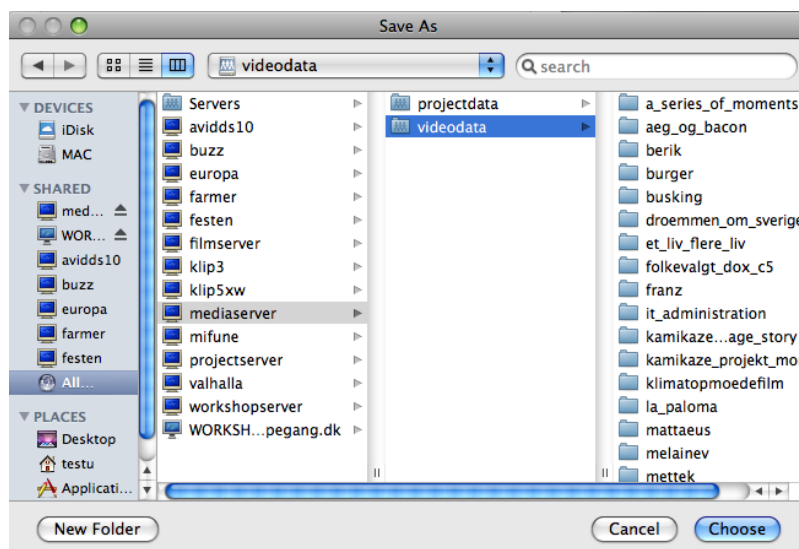 Save As
videodata
search
DEVICES
iDisk
MAC
SHARED
med...
WOR...
avidds10
buzz
europa
farmer
festen
All...
PLACES
Desktop
testu
Applicati...
Servers
avidds10
buzz
europa
farmer
festen
filmserver
klip3
klip5xw
mediaserver
mifune
projectserver
valhalla
workshopserver
WORKSH...pegang.dk
projectdata
videodata
a_series_of_moments
aeg_og_bacon
berik
burger
busking
droemmen_om_sverige
et_liv_flere_liv
folkevalgt_dox_c5
franz
it_administration
kamikaze...age_story
kamikaze_projekt_mo
klimatopmoedefilm
la_paloma
mattaeus
melainev
mettek
New Folder
Cancel
Choose